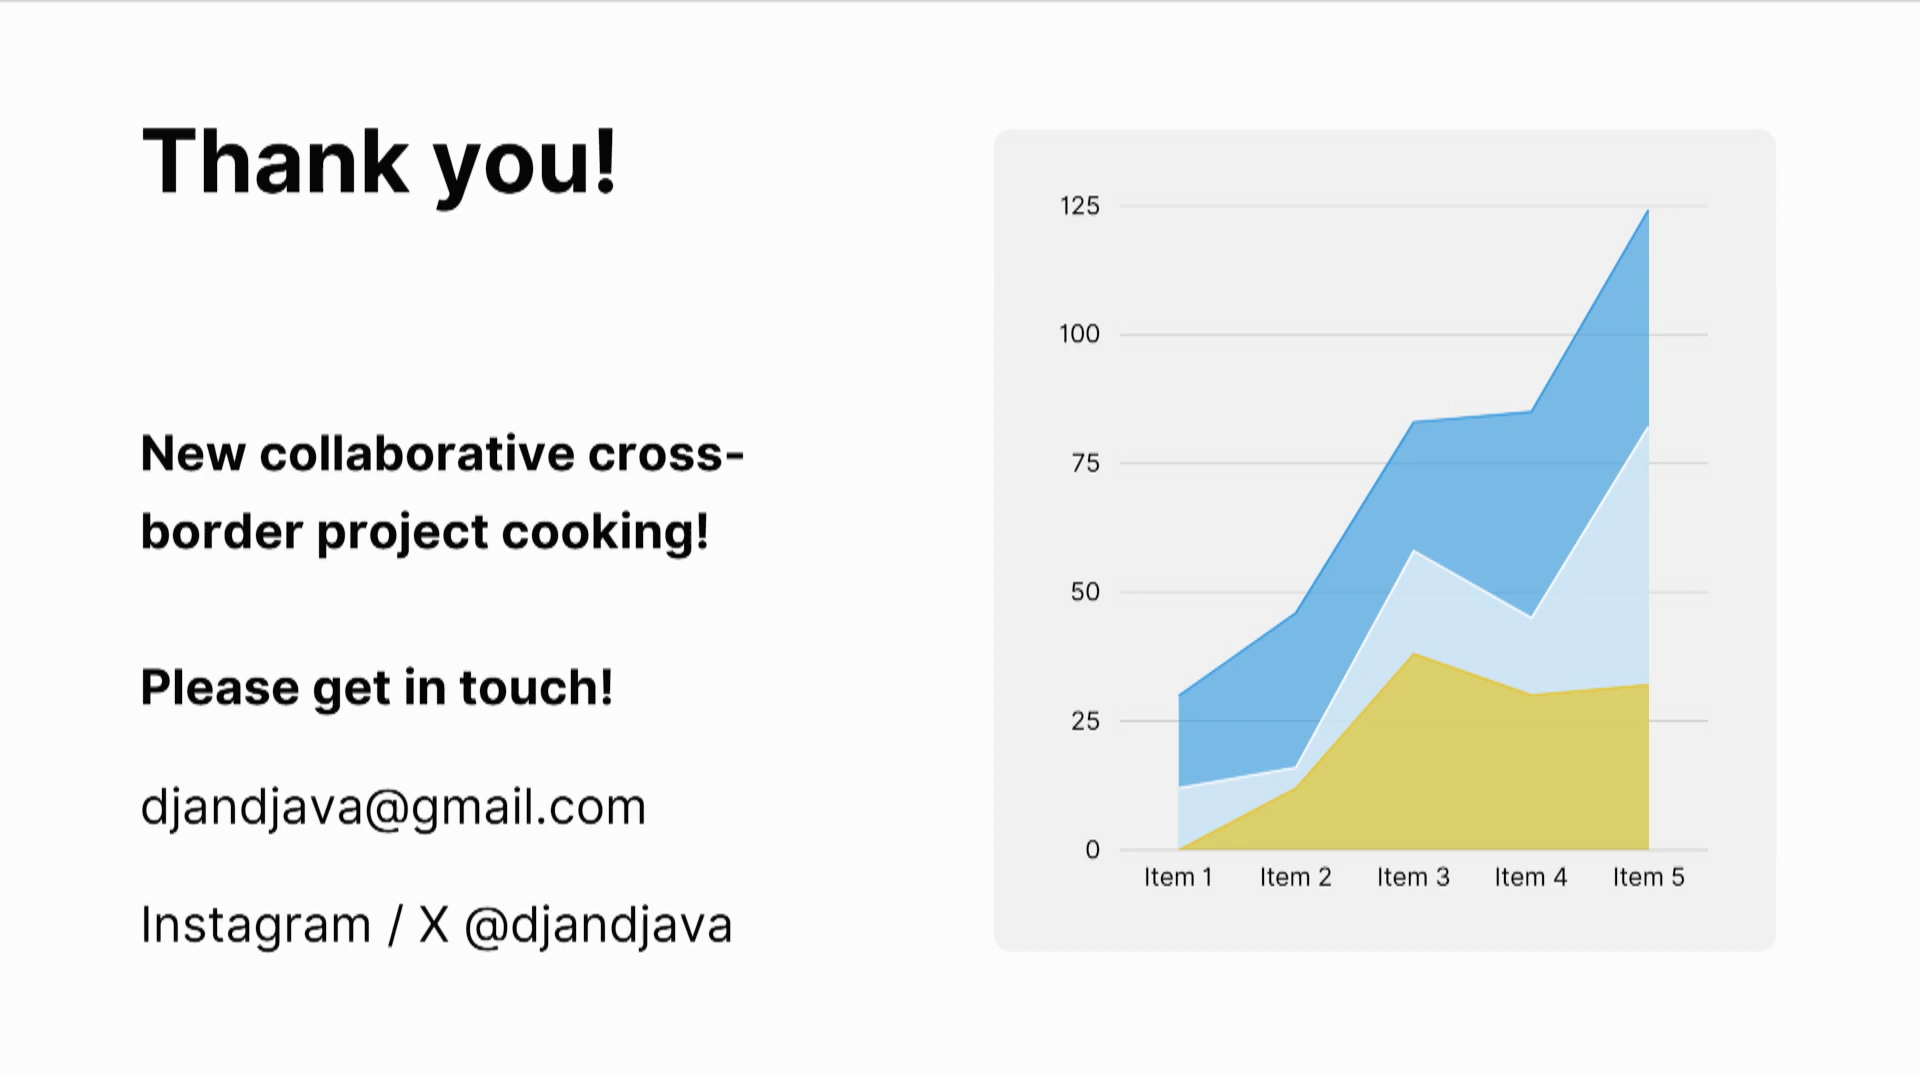 Thank you!
New collaborative cross-
border project cooking!
Please get in touch!
djandjava@gmail.com
Instagram / X @djandjava
125
100
75
50
25
0
Item 1 Item 2 Item 3 Item 4 Item 5